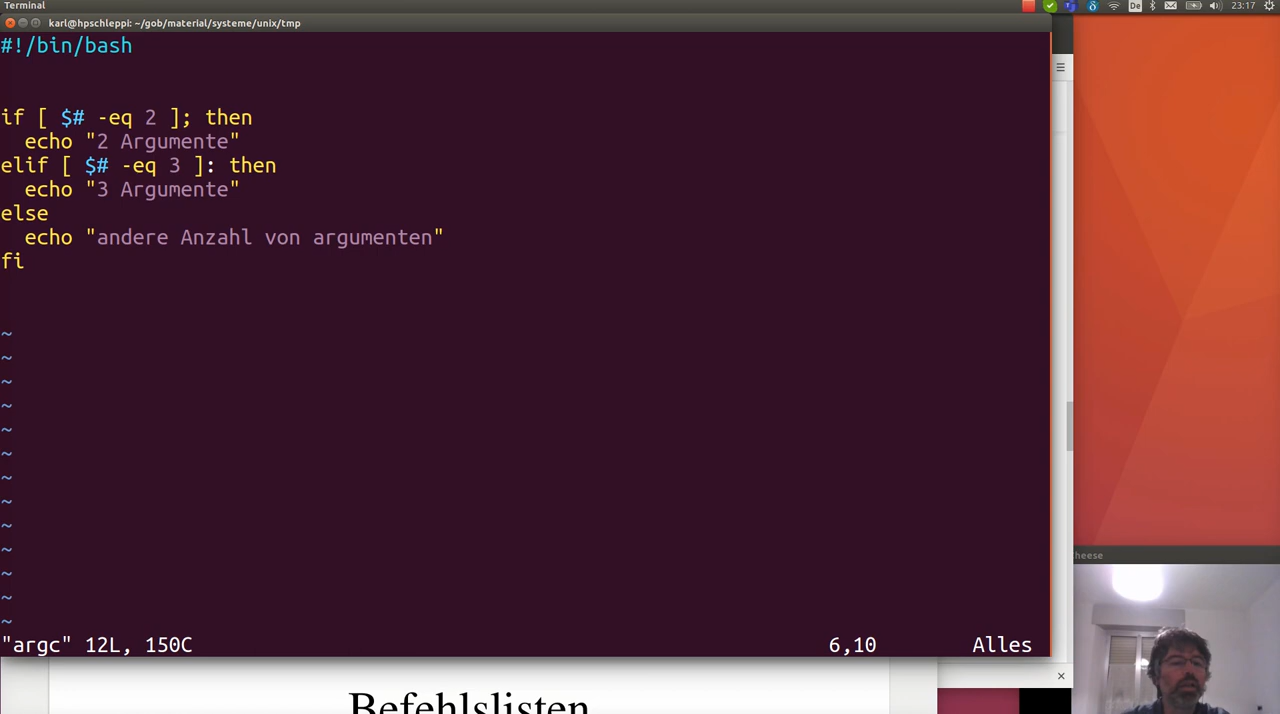 Terminal
De
23:17
karl@hpschleppi: ~/gob/material/systeme/unix/tmp
#!/bin/bash
if [ $# -eq 2 ]; then
echo "2 Argumente"
elif [ $# -eq 3 ]: then
echo "3 Argumente"
else
echo "andere Anzahl von argumenten"
fi
~
~
~
~
~
~
~
~
~
~
~
~
~
"argc" 12L, 150C
6,10
Alles
Befehlslisten